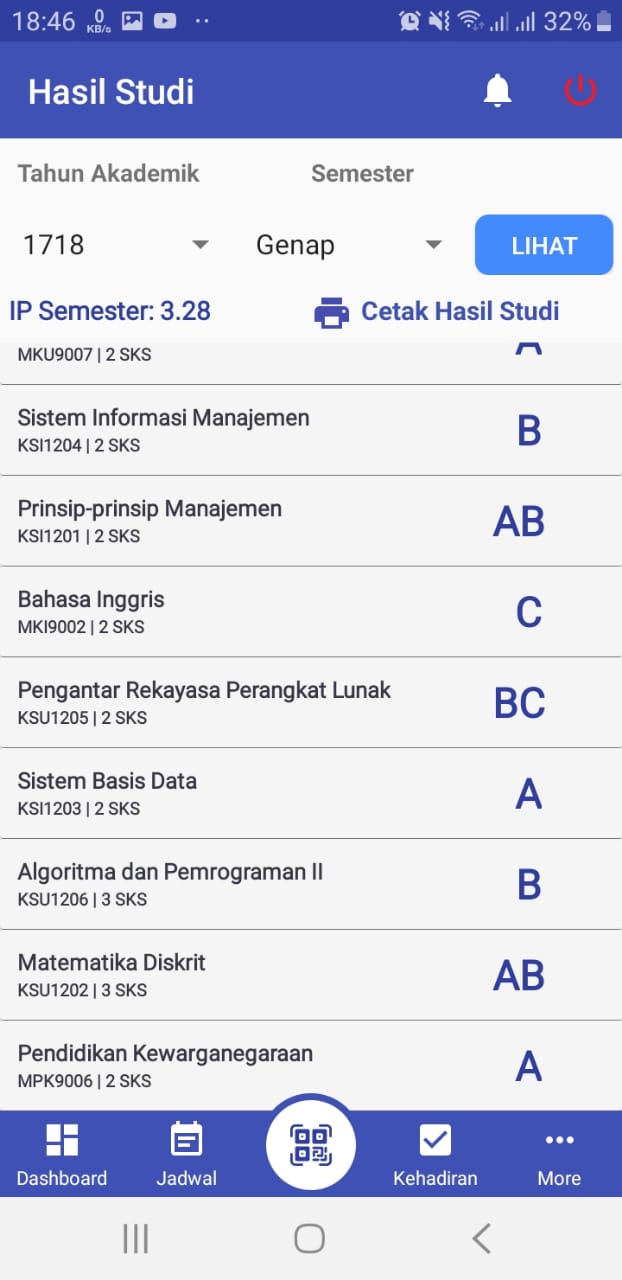 18:46 0 KB/s 32%
Hasil Studi
Tahun Akademik Semester
1718 Genap LIHAT
IP Semester: 3.28 Cetak Hasil Studi
MKU9007 | 2 SKS A
Sistem Informasi Manajemen
KSI1204 | 2 SKS B
Prinsip-prinsip Manajemen
KSI1201 | 2 SKS AB
Bahasa Inggris
MKI9002 | 2 SKS C
Pengantar Rekayasa Perangkat Lunak
KSU1205 | 2 SKS BC
Sistem Basis Data
KSI1203 | 2 SKS A
Algoritma dan Pemrograman II
KSU1206 | 3 SKS B
Matematika Diskrit
KSU1202 | 3 SKS AB
Pendidikan Kewarganegaraan
MPK9006 | 2 SKS A
Dashboard Jadwal Kehadiran More